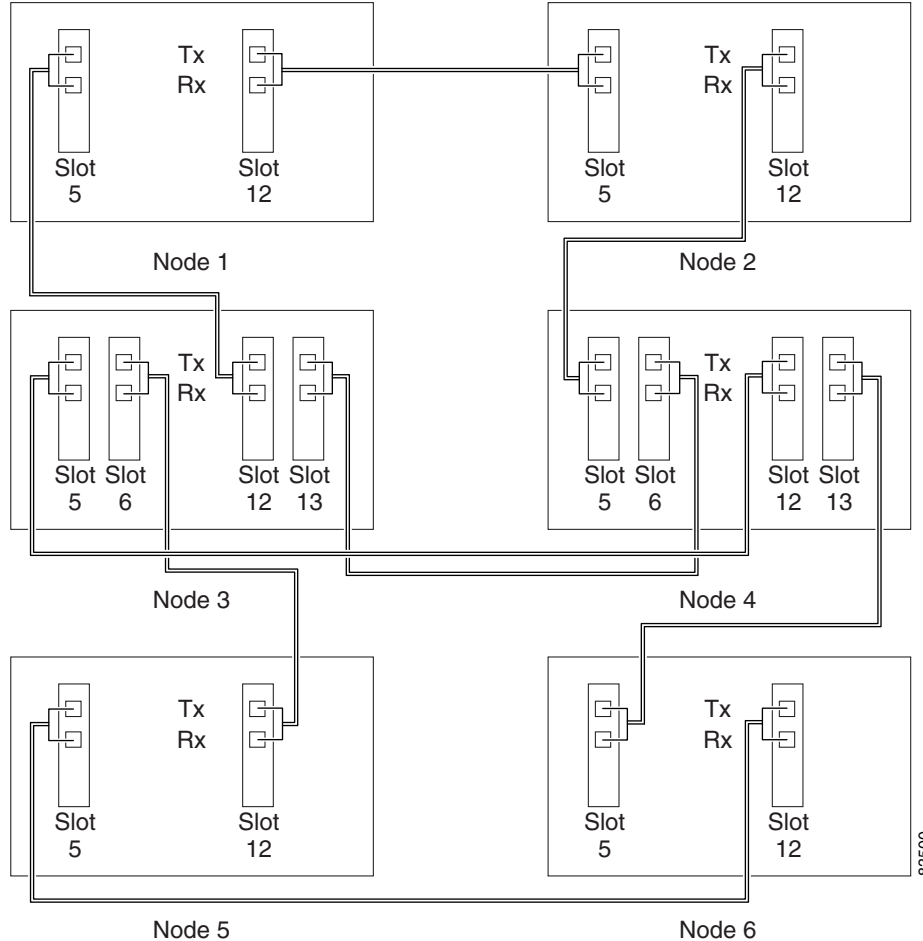 Tx Tx
Rx Rx
Slot Slot Slot Slot
5 12 5 12
Node 1 Node 2
Tx Tx
Rx Rx
Slot Slot Slot Slot Slot Slot Slot Slot
5 6 12 13 5 6 12 13
Node 3 Node 4
Tx Tx
Rx Rx
Slot Slot Slot Slot
5 12 5 12
Node 5 Node 6